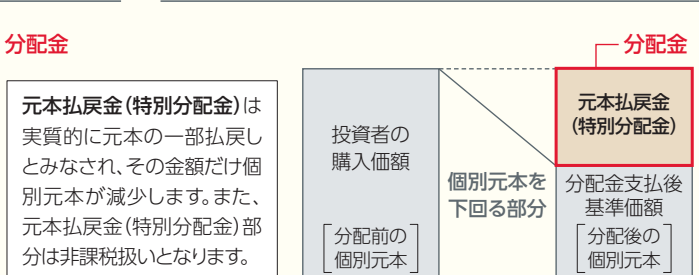 分配金
元本払戻金(特別分配金)は
実質的に元本の一部払戻し
とみなされ、その金額だけ個
別元本が減少します。また、
元本払戻金(特別分配金)部
分は非課税扱いとなります。
投資者の
購入価額
分配前の
個別元本
個別元本を
下回る部分
分配金
元本払戻金
(特別分配金)
分配金支払後
基準価額
分配後の
個別元本